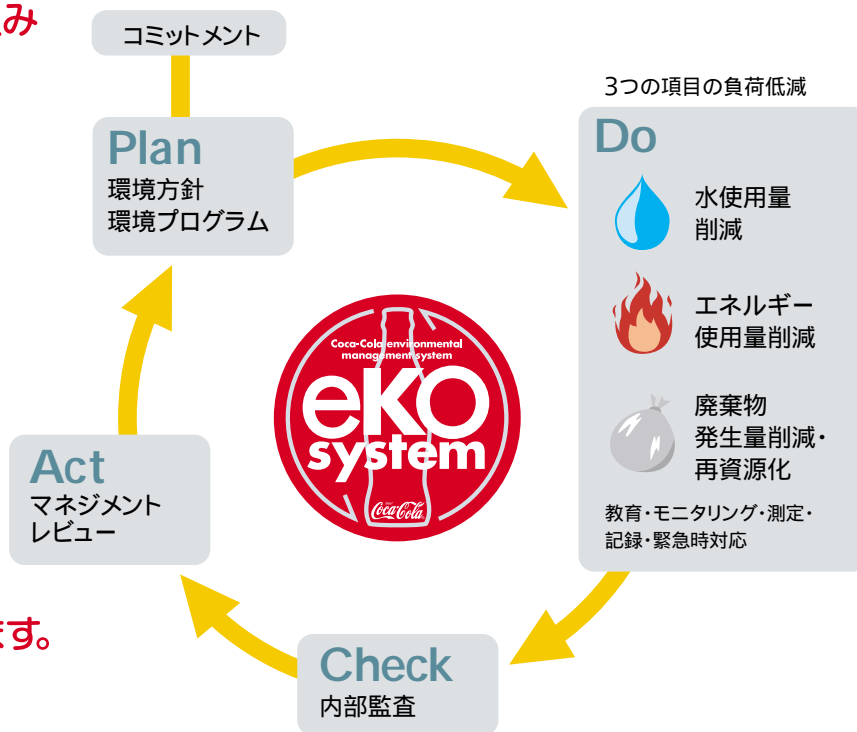 み
コミットメント
Plan
環境方針
環境プログラム
3つの項目の負荷低減
Do
水使用量
削減
エネルギー
使用量削減
廃棄物
発生量削減・
再資源化
教育・モニタリング・測定・
記録・緊急時対応
Coca-Cola environmental
management system
eKO
system
Coca-Cola
Act
マネジメント
レビュー
ます。
Check
内部監査